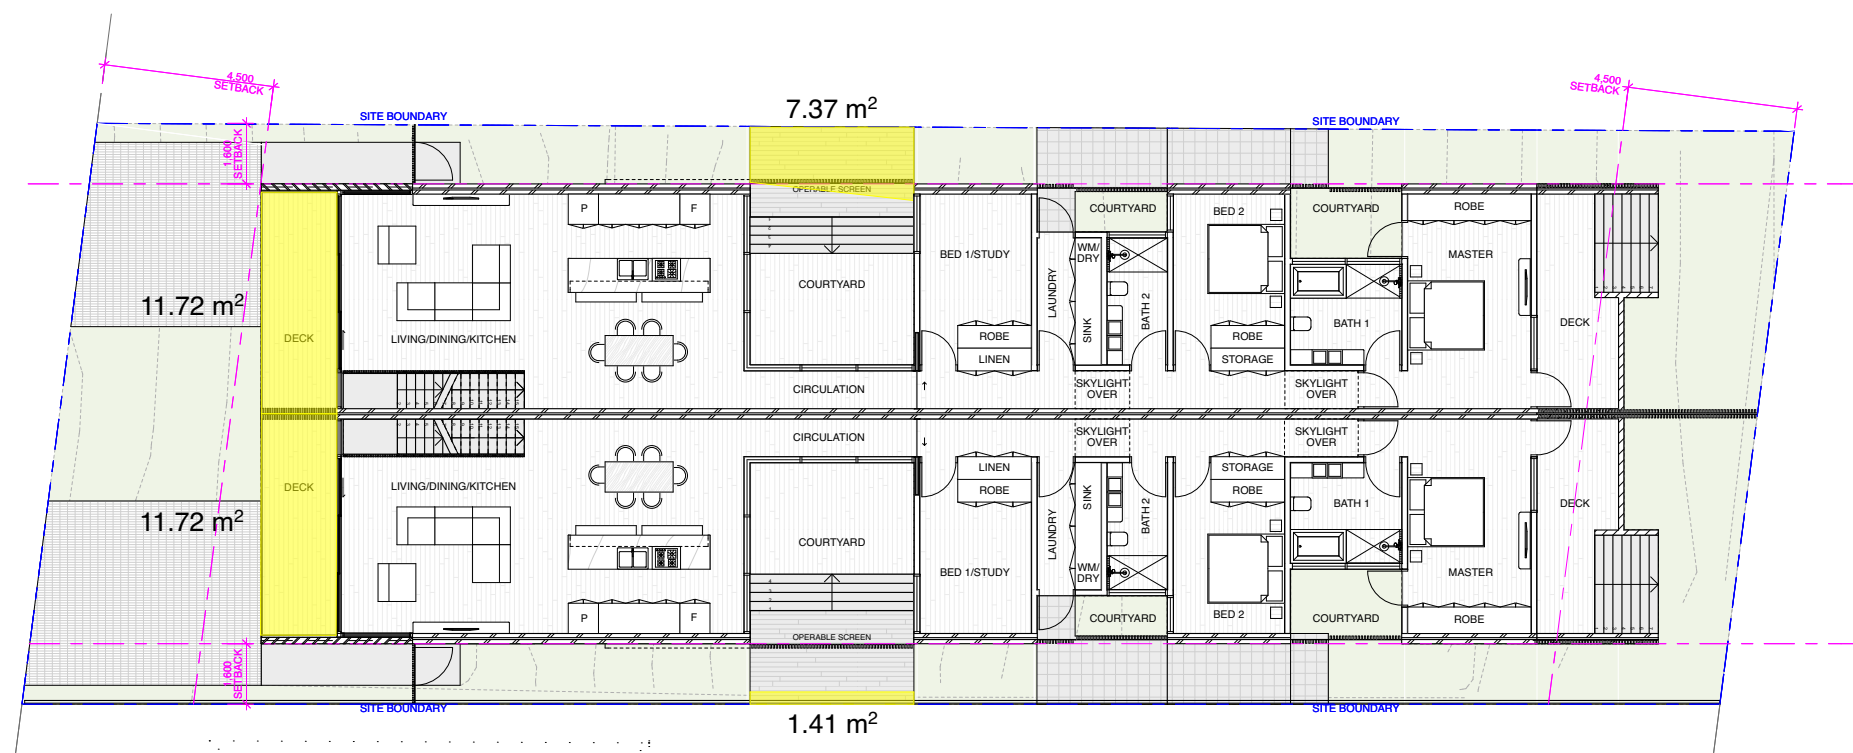 4,500
SETBACK
4,500
SETBACK
7.37 m²
SITE BOUNDARY
SITE BOUNDARY
1,600
SETBACK
OPERABLE SCREEN
P
F
COURTYARD
BED 2
COURTYARD
ROBE
WM/
DRY
BED 1/STUDY
MASTER
COURTYARD
LAUNDRY
BATH 2
11.72 m²
DECK
LIVING/DINING/KITCHEN
ROBE
SINK
ROBE
BATH 1
DECK
LINEN
STORAGE
CIRCULATION
SKYLIGHT
OVER
SKYLIGHT
OVER
CIRCULATION
SKYLIGHT
OVER
SKYLIGHT
OVER
LINEN
STORAGE
DECK
LIVING/DINING/KITCHEN
ROBE
SINK
ROBE
BATH 1
DECK
11.72 m²
LAUNDRY
BATH 2
COURTYARD
BED 1/STUDY
WM/
DRY
MASTER
P
F
COURTYARD
BED 2
COURTYARD
ROBE
OPERABLE SCREEN
1,600
SETBACK
SITE BOUNDARY
SITE BOUNDARY
1.41 m²